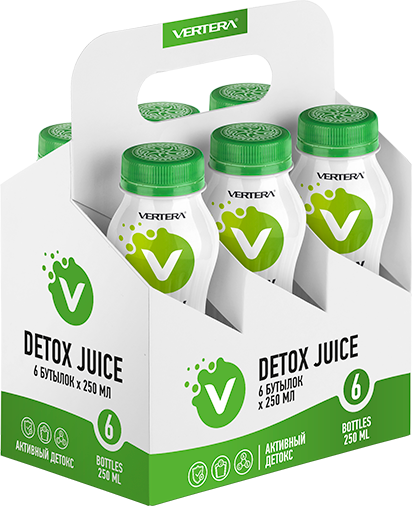 VERTERA
VERTERA
VERTERA
V
V
V
DETOX JUICE
6 БУТЫЛОК х 250 МЛ
6
BOTTLES
250 ML
АКТИВНЫЙ ДЕТОКС
V
DETOX JUICE
6 БУТЫЛОК
х 250 МЛ
6
BOTTLES
250 ML
АКТИВНЫЙ
ДЕТОКС